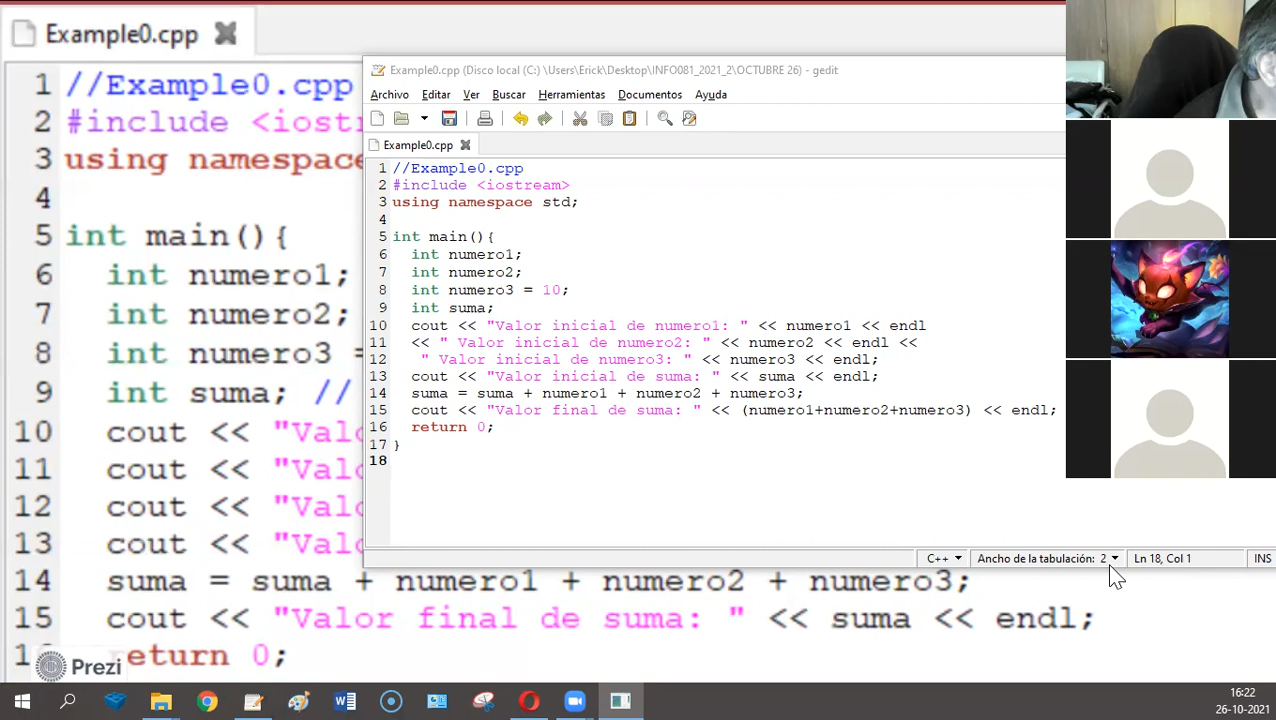 Example0.cpp
1 //Example0.cpp
2 #include <iost
3 using namespace
4
5 int main(){
6 int numero1;
7 int numero2;
8 int numero3 =
9 int suma; //
10 cout << "Val
11 cout << "Val
12 cout << "Val
13 cout << "Val
14 suma = suma + numero1 + numero2 + numero3;
15 cout << "Valor final de suma: " << suma << endl;
1 return 0;
Prezi
Example0.cpp (Disco local (C:) \Users\Erick\Desktop\INFO081_2021_2\OCTUBRE 26) - gedit
Archivo Editar Ver Buscar Herramientas Documentos Ayuda
Example0.cpp
1 //Example0.cpp
2 #include <iostream>
3 using namespace std;
4
5 int main(){
6 int numero1;
7 int numero2;
8 int numero3 = 10;
9 int suma;
10 cout << "Valor inicial de numero1: " << numero1 << endl
11 << " Valor inicial de numero2: " << numero2 << endl <<
12 " Valor inicial de numero3: " << numero3 << endl;
13 cout << "Valor inicial de suma: " << suma << endl;
14 suma = suma + numero1 + numero2 + numero3;
15 cout << "Valor final de suma: " << (numero1+numero2+numero3) << endl;
16 return 0;
17 }
18
C++ Ancho de la tabulación: 2 Ln 18, Col 1 INS
16:22
26-10-2021